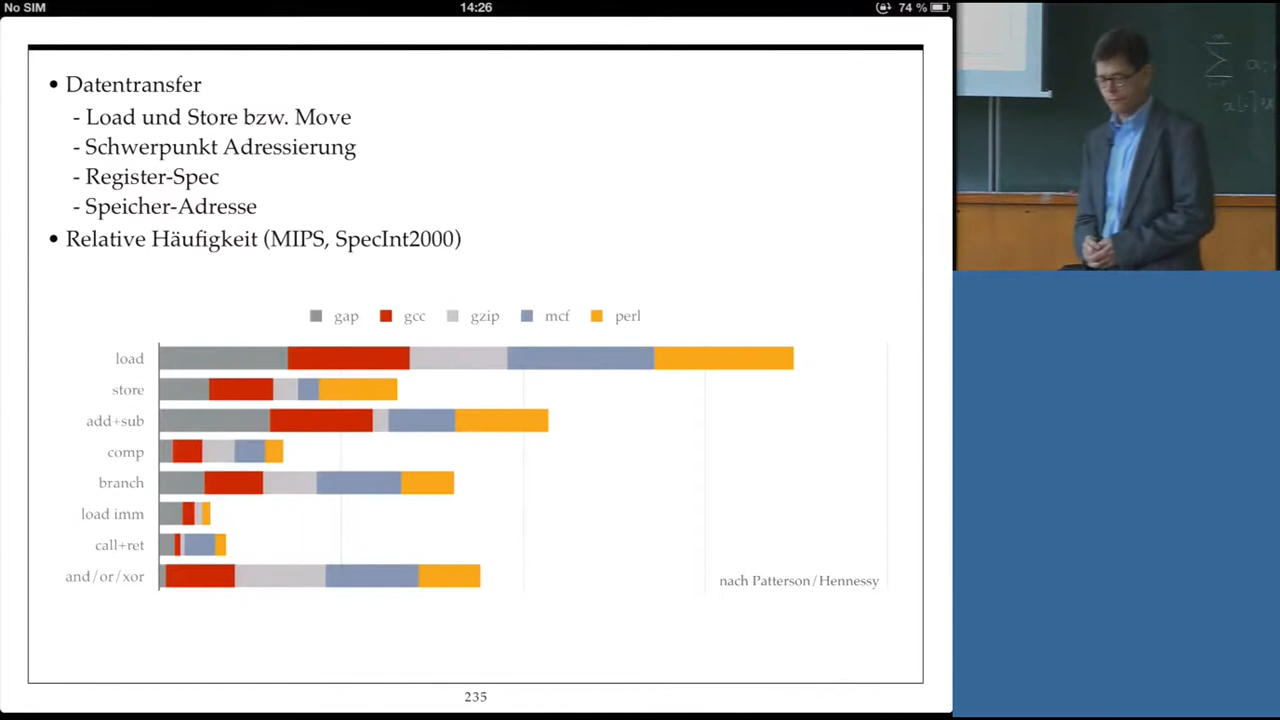 No SIM 14:26 74 %
• Datentransfer
- Load und Store bzw. Move
- Schwerpunkt Adressierung
- Register-Spec
- Speicher-Adresse
• Relative Häufigkeit (MIPS, SpecInt2000)
gap gcc gzip mcf perl
load
store
add+sub
comp
branch
load imm
call+ret
and/or/xor
nach Patterson/Hennessy
235